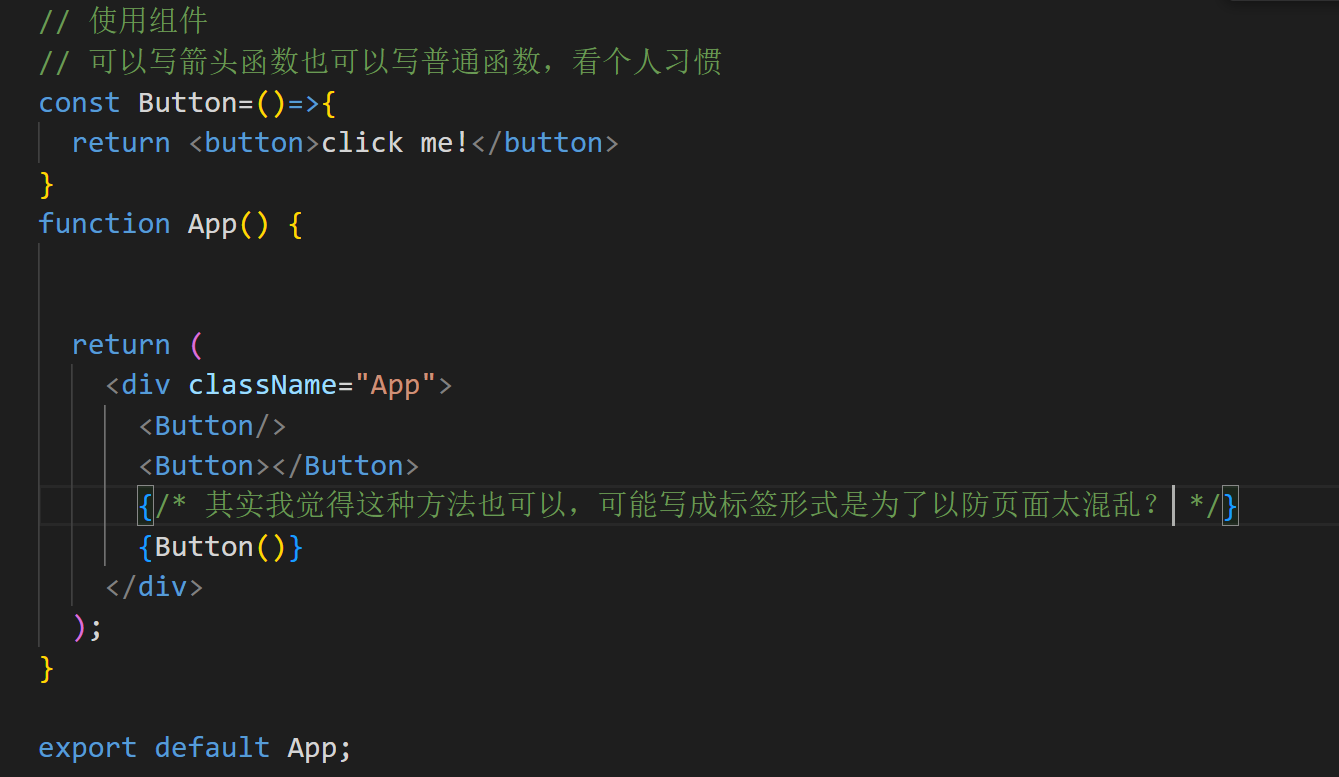 // 使用组件
// 可以写箭头函数也可以写普通函数，看个人习惯
const Button=()=>{
  return <button>click me!</button>
}
function App() {
  return (
    <div className="App">
      <Button/>
      <Button></Button>
      {/* 其实我觉得这种方法也可以，可能写成标签形式是为了以防页面太混乱？ */}
      {Button()}
    </div>
  );
}
export default App;